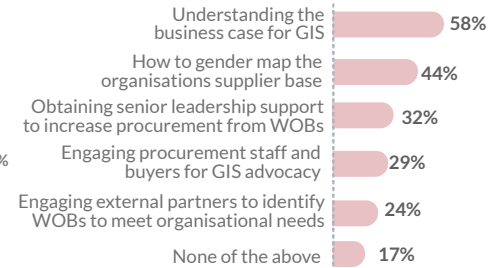 Understanding the
business case for GIS
58%
How to gender map the
organisations supplier base
44%
Obtaining senior leadership support
to increase procurement from WOBs
32%
%
Engaging procurement staff and
buyers for GIS advocacy
29%
Engaging external partners to identify
WOBs to meet organisational needs
24%
None of the above
17%